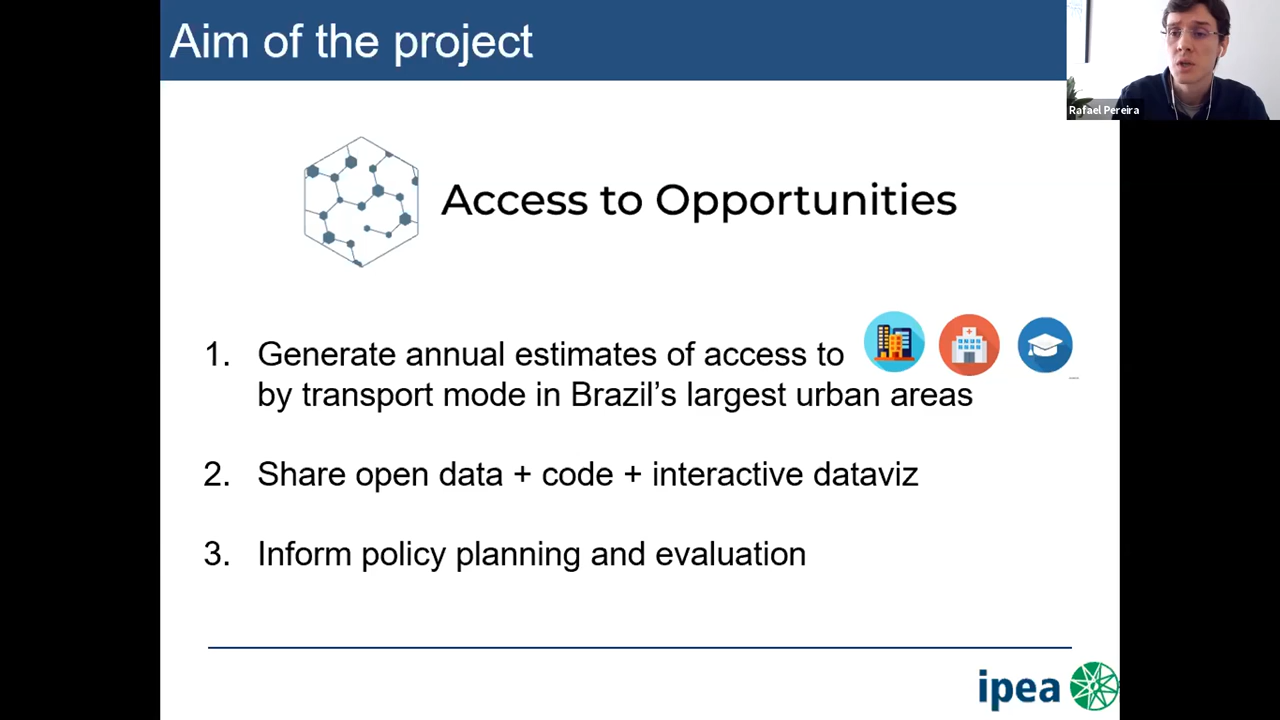 Aim of the project
Rafael Pereira
Access to Opportunities
1. Generate annual estimates of access to
by transport mode in Brazil’s largest urban areas
2. Share open data + code + interactive dataviz
3. Inform policy planning and evaluation
ipea